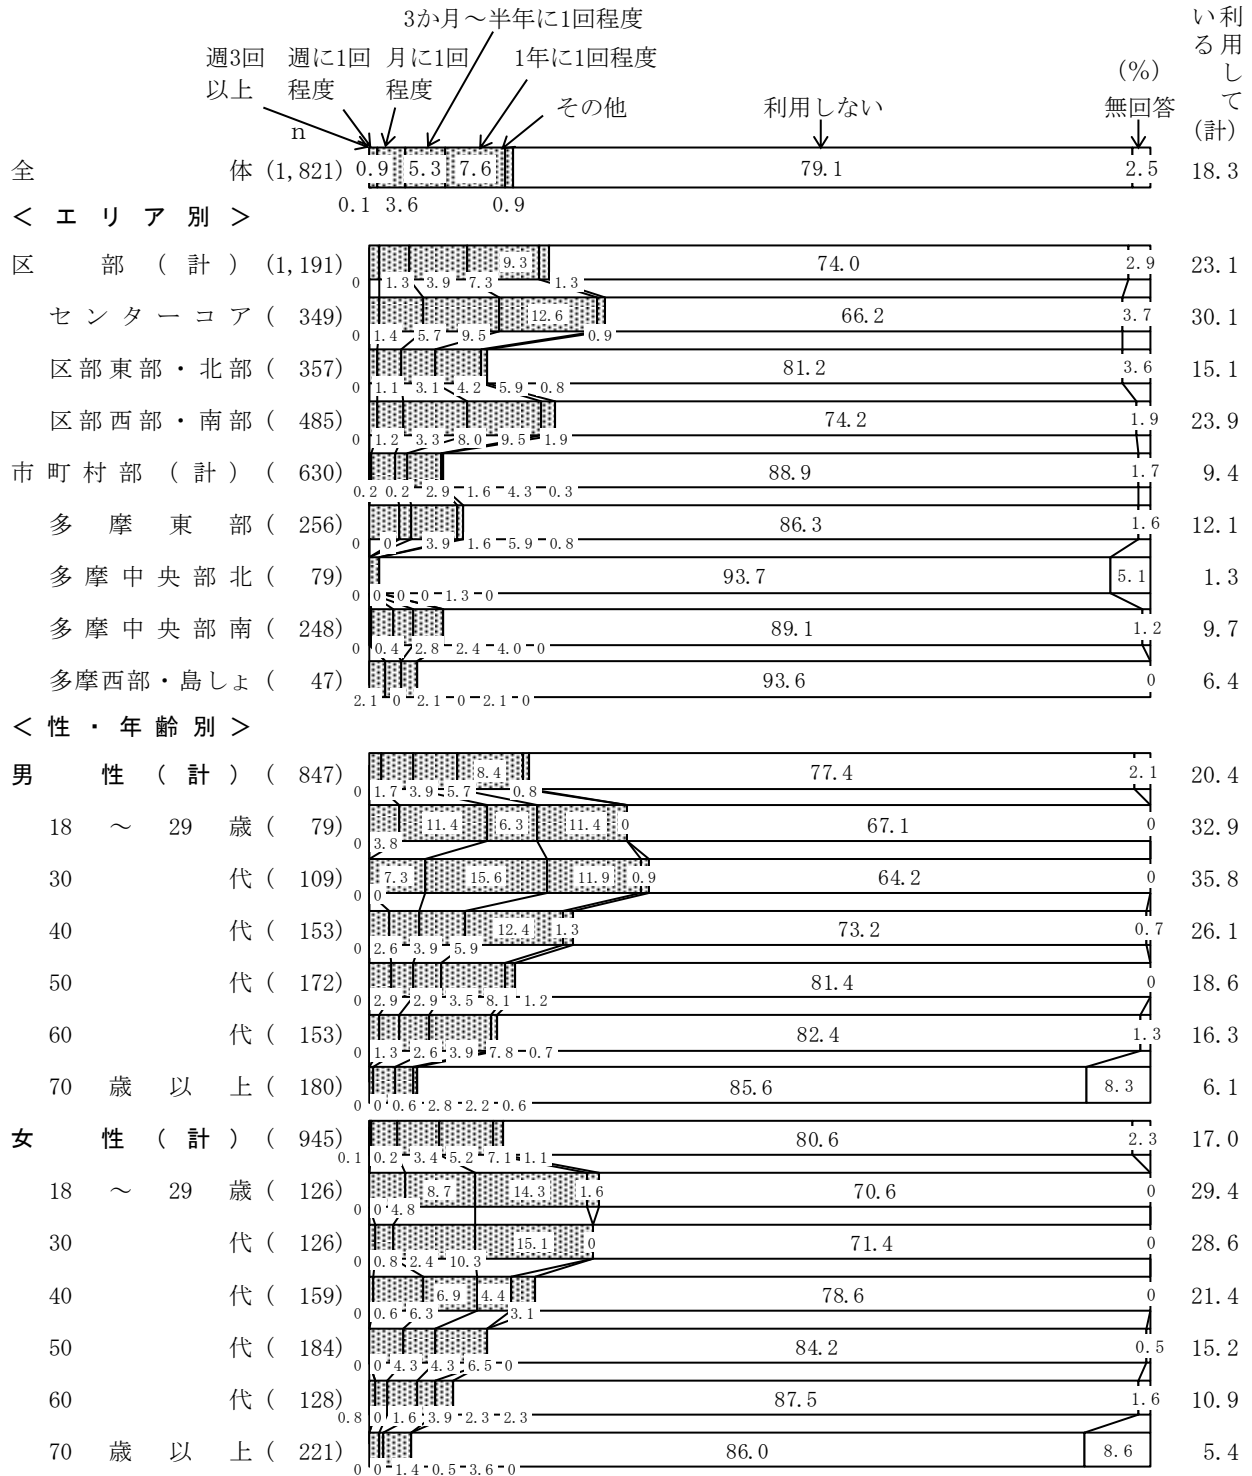 3か月～半年に1回程度
週3回以上 週に1回程度 月に1回程度 1年に1回程度
その他 利用しない (%) 無回答 利用している(計)
n
全体 (1,821) 0.9 5.3 7.6 79.1 2.5 18.3
0.1 3.6 0.9
＜エリア別＞
区部（計） (1,191) 9.3 74.0 2.9 23.1
0 1.3 3.9 7.3 1.3
センターコア ( 349) 12.6 66.2 3.7 30.1
0 1.4 5.7 9.5 0.9
区部東部・北部 ( 357) 81.2 3.6 15.1
0 1.1 3.1 4.2 5.9 0.8
区部西部・南部 ( 485) 74.2 1.9 23.9
0 1.2 3.3 8.0 9.5 1.9
市町村部（計） ( 630) 88.9 1.7 9.4
0.2 0.2 2.9 1.6 4.3 0.3
多摩東部 ( 256) 86.3 1.6 12.1
0 0 3.9 1.6 5.9 0.8
多摩中央部北 ( 79) 93.7 5.1 1.3
0 0 0 0 1.3 0
多摩中央部南 ( 248) 89.1 1.2 9.7
0 0.4 2.8 2.4 4.0 0
多摩西部・島しょ ( 47) 93.6 0 6.4
2.1 0 2.1 0 2.1 0
＜性・年齢別＞
男性（計） ( 847) 8.4 77.4 2.1 20.4
0 1.7 3.9 5.7 0.8
18～29歳 ( 79) 11.4 6.3 11.4 0 67.1 0 32.9
0 3.8
30代 ( 109) 7.3 15.6 11.9 0.9 64.2 0 35.8
0 0
40代 ( 153) 12.4 1.3 73.2 0.7 26.1
0 2.6 3.9 5.9
50代 ( 172) 81.4 0 18.6
0 2.9 2.9 3.5 8.1 1.2
60代 ( 153) 82.4 1.3 16.3
0 1.3 2.6 3.9 7.8 0.7
70歳以上 ( 180) 85.6 8.3 6.1
0 0 0.6 2.8 2.2 0.6
女性（計） ( 945) 80.6 2.3 17.0
0.1 0.2 3.4 5.2 7.1 1.1
18～29歳 ( 126) 8.7 14.3 1.6 70.6 0 29.4
0 0 4.8
30代 ( 126) 15.1 0 71.4 0 28.6
0 0.8 2.4 10.3
40代 ( 159) 6.9 4.4 78.6 0 21.4
0 0.6 6.3 3.1
50代 ( 184) 84.2 0.5 15.2
0 0 4.3 4.3 6.5 0
60代 ( 128) 87.5 1.6 10.9
0.8 0 1.6 3.9 2.3 2.3
70歳以上 ( 221) 86.0 8.6 5.4
0 0 1.4 0.5 3.6 0